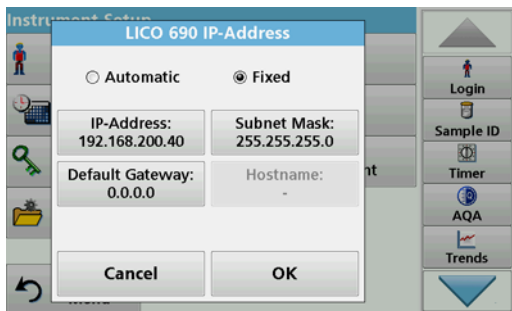 Instrument Setup
LICO 690 IP-Address
Automatic
Fixed
IP-Address:
192.168.200.40
Subnet Mask:
255.255.255.0
Default Gateway:
0.0.0.0
Hostname:
-
Cancel
OK
Login
Sample ID
Timer
AQA
Trends